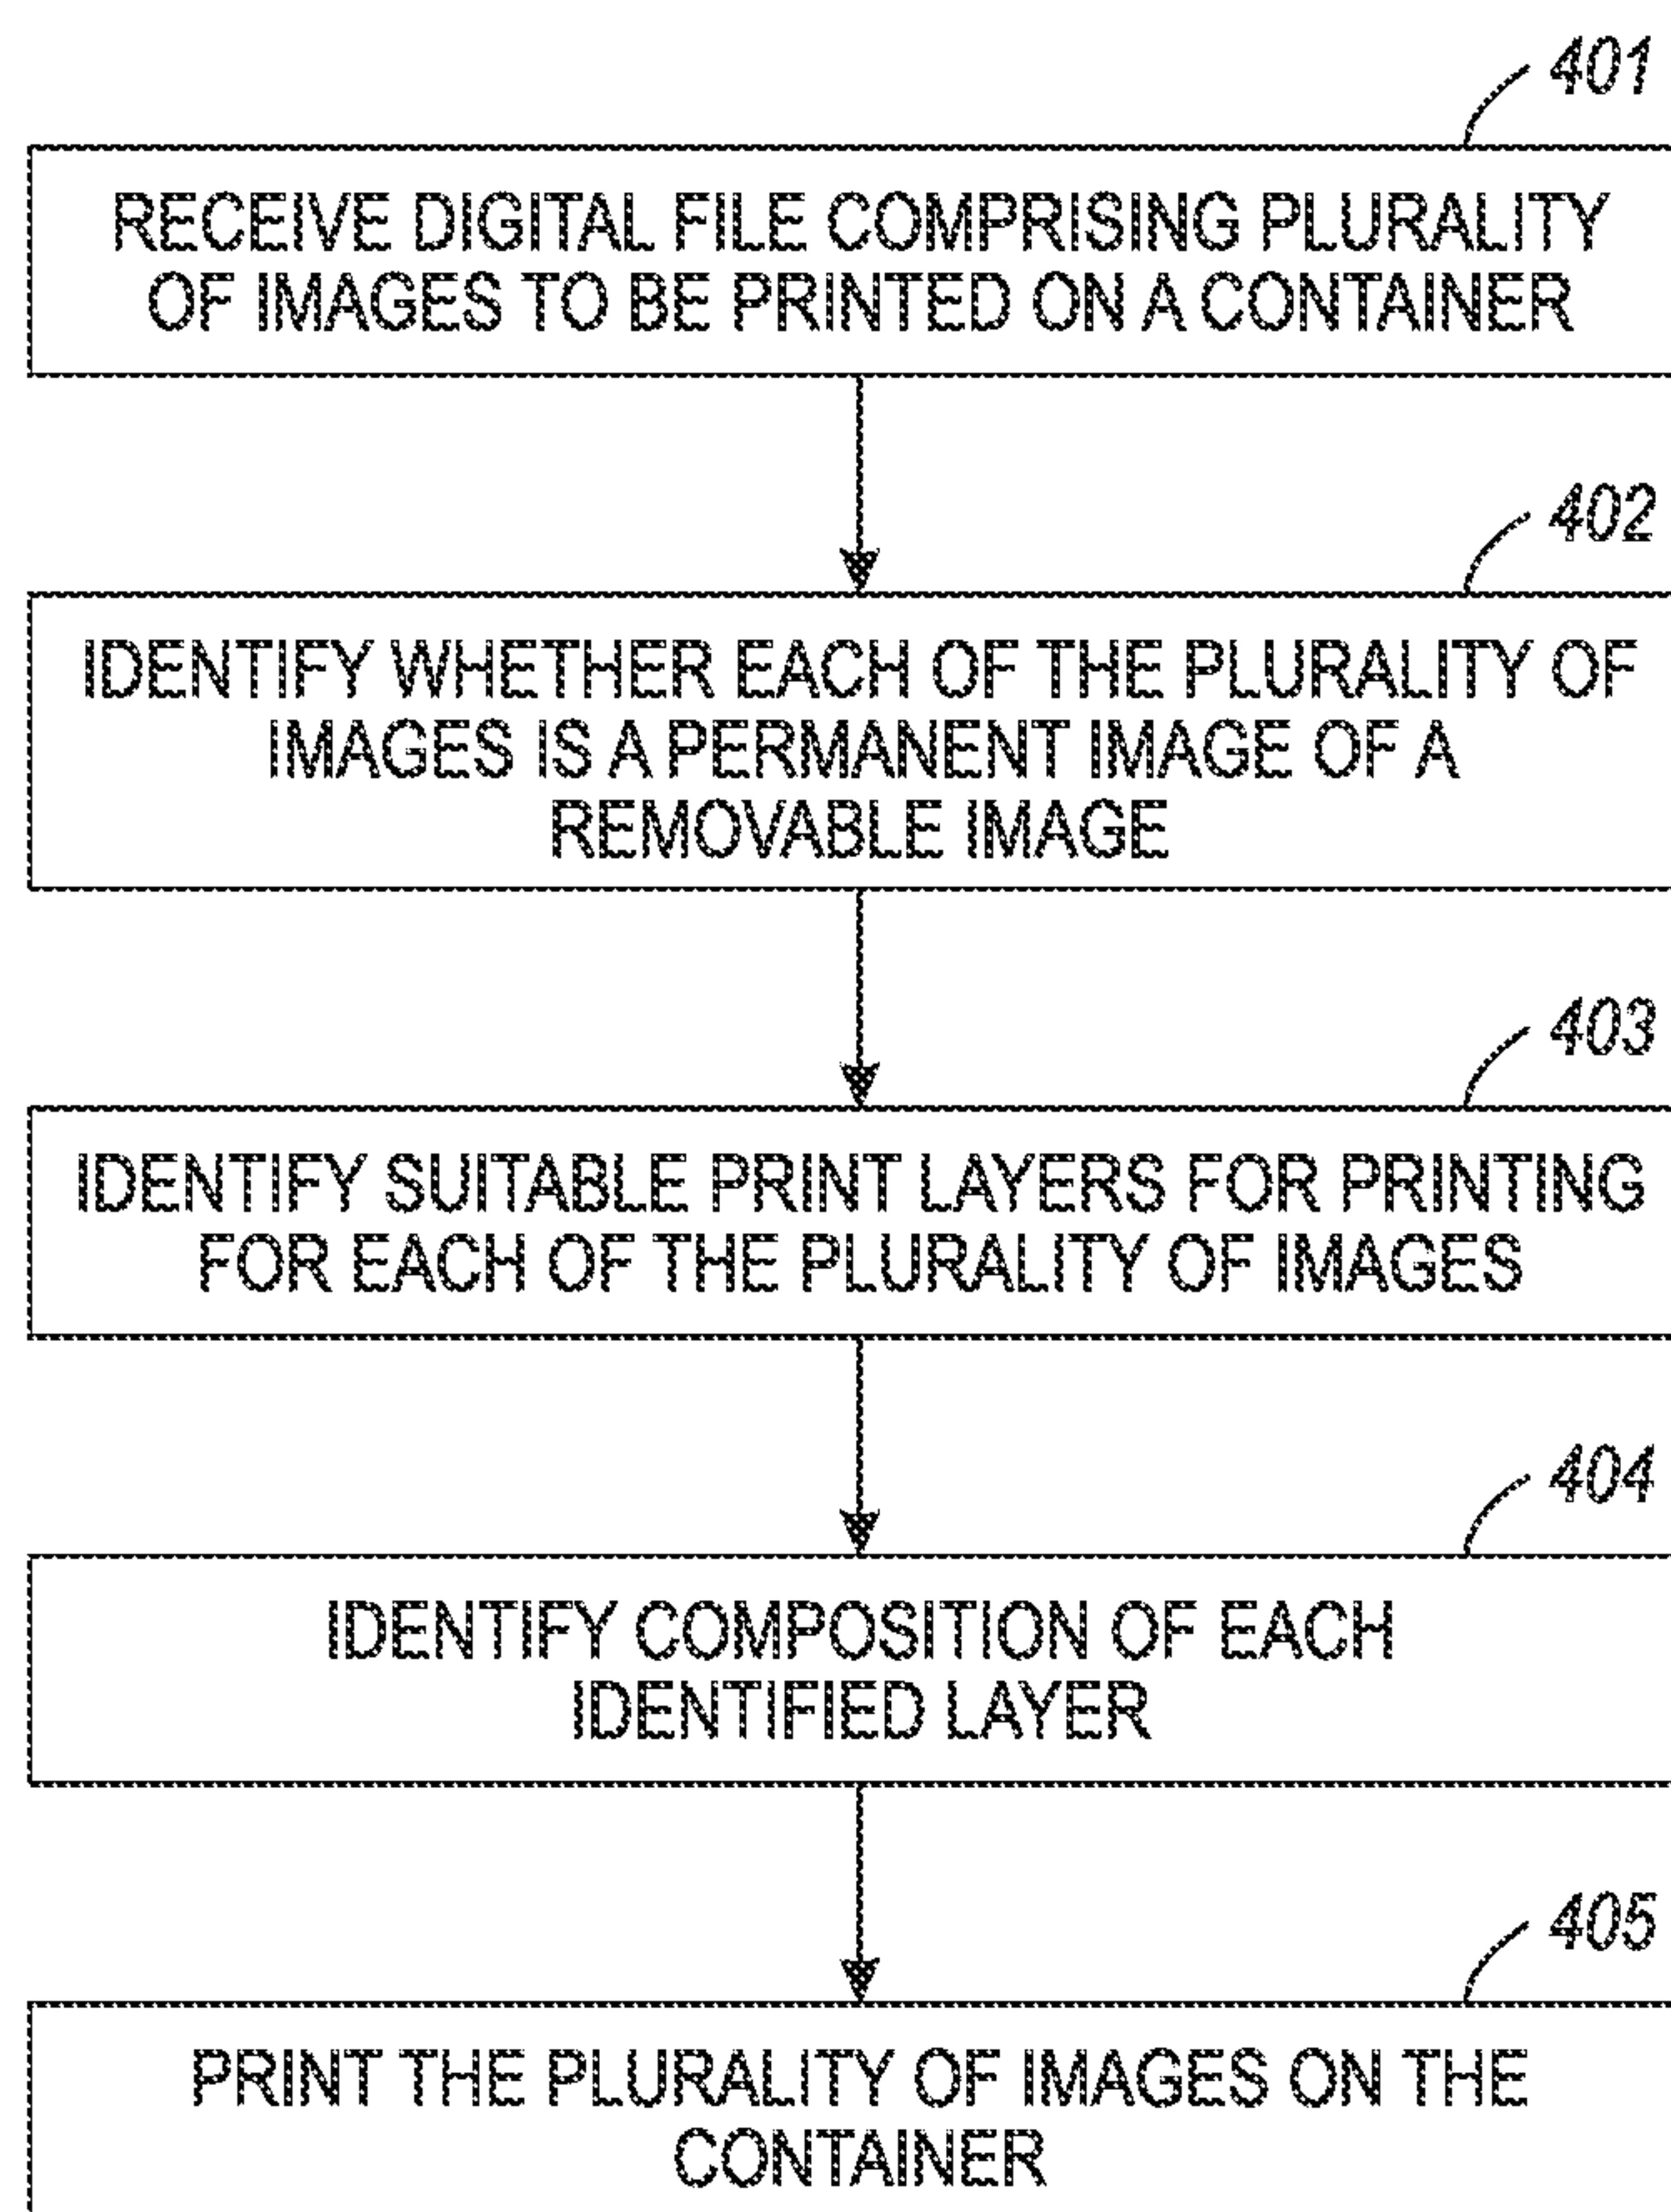 401
RECEIVE DIGITAL FILE COMPRISING PLURALITY
OF IMAGES TO BE PRINTED ON A CONTAINER
402
IDENTIFY WHETHER EACH OF THE PLURALITY OF
IMAGES IS A PERMANENT IMAGE OF A
REMOVABLE IMAGE
403
IDENTIFY SUITABLE PRINT LAYERS FOR PRINTING
FOR EACH OF THE PLURALITY OF IMAGES
404
IDENTIFY COMPOSITION OF EACH
IDENTIFIED LAYER
405
PRINT THE PLURALITY OF IMAGES ON THE
CONTAINER